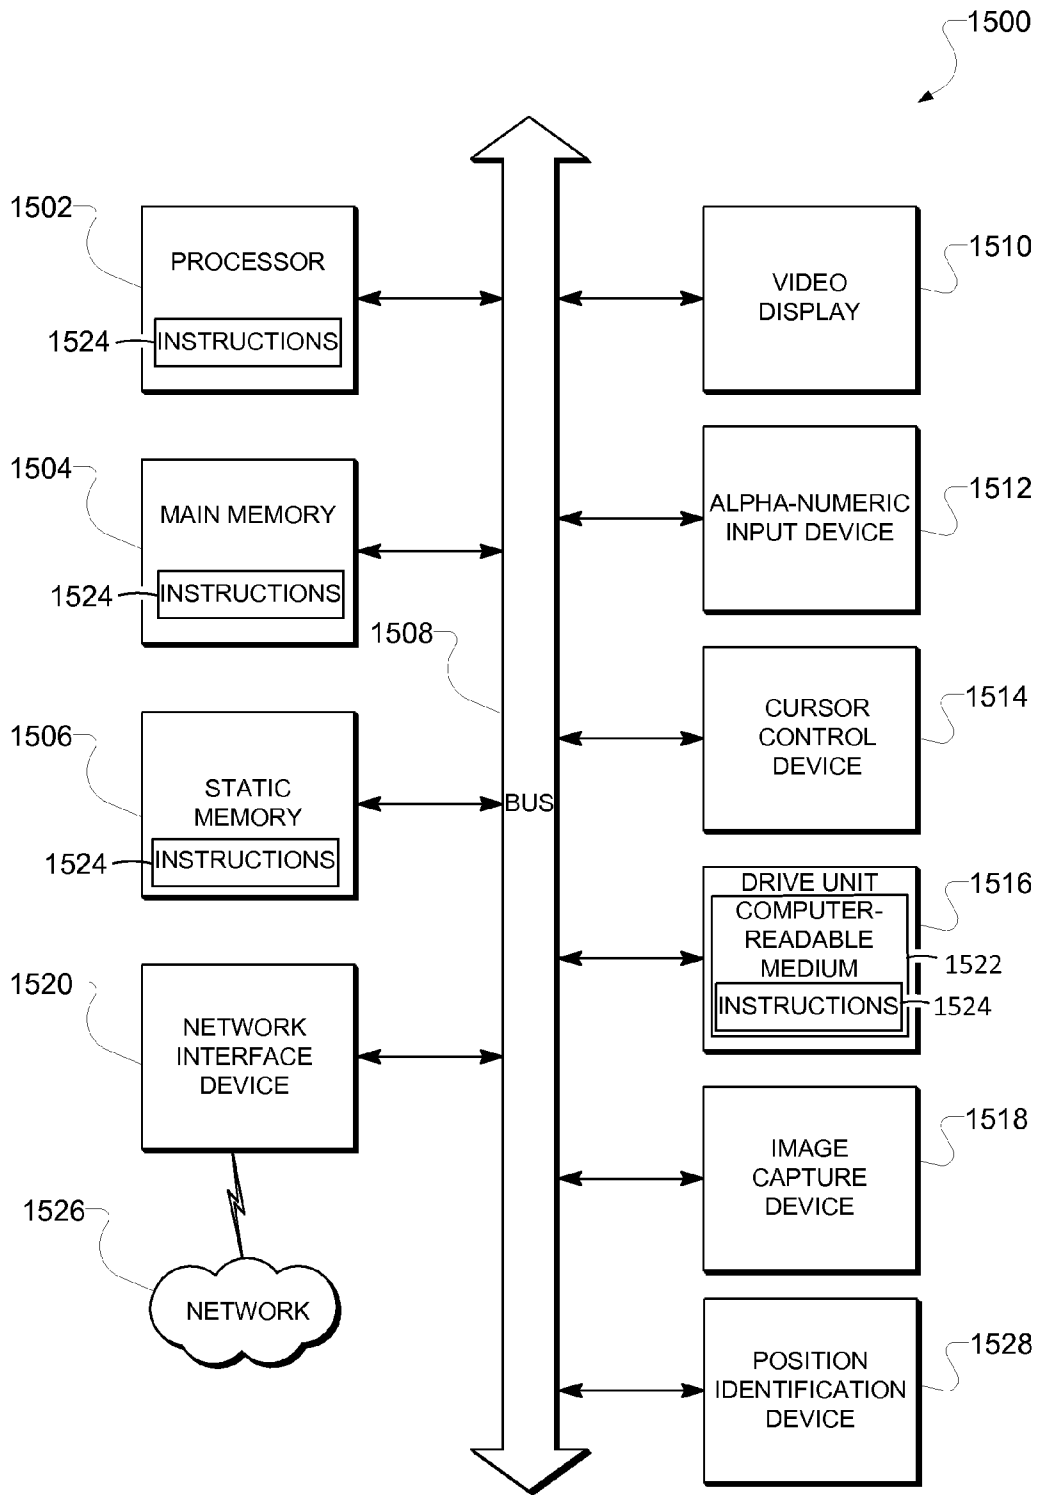 1500
1502
PROCESSOR
1524
INSTRUCTIONS
1504
MAIN MEMORY
1524
INSTRUCTIONS
1508
1506
STATIC
MEMORY
1524
INSTRUCTIONS
BUS
1520
NETWORK
INTERFACE
DEVICE
1526
NETWORK
1510
VIDEO
DISPLAY
1512
ALPHA-NUMERIC
INPUT DEVICE
1514
CURSOR
CONTROL
DEVICE
1516
DRIVE UNIT
COMPUTER-
READABLE
MEDIUM
1522
INSTRUCTIONS
1524
1518
IMAGE
CAPTURE
DEVICE
1528
POSITION
IDENTIFICATION
DEVICE